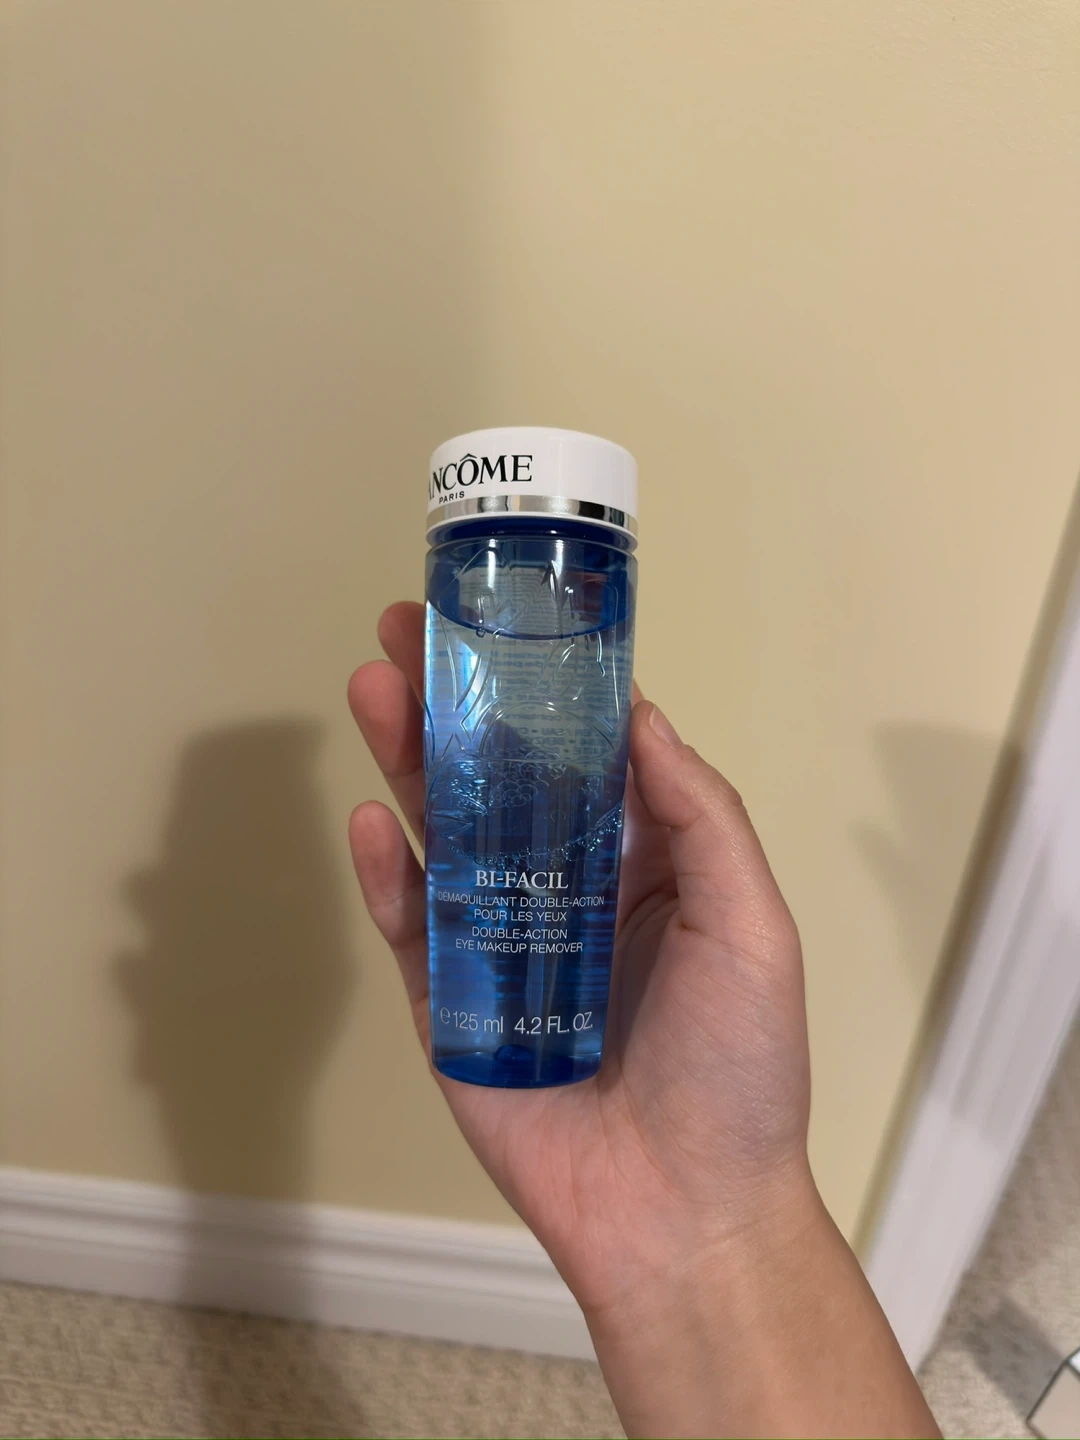 ANCÔME
PARIS
BI-FACIL
DÉMAQUILLANT DOUBLE-ACTION
POUR LES YEUX
DOUBLE-ACTION
EYE MAKEUP REMOVER
℮125 ml 4.2 FL. OZ.